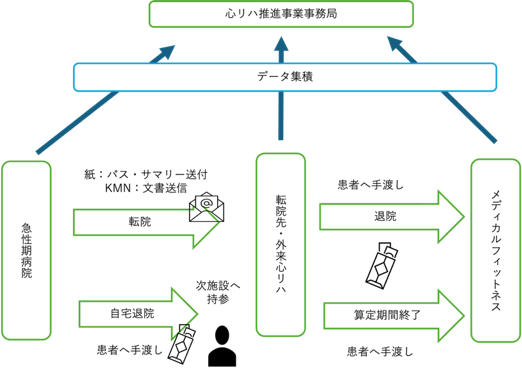 心リハ推進事業事務局
データ集積
急性期病院
紙：パス・サマリー送付
KMN：文書送信
転院
自宅退院
次施設へ
持参
患者へ手渡し
転院先・外来心リハ
患者へ手渡し
退院
算定期間終了
患者へ手渡し
メディカルフィットネス